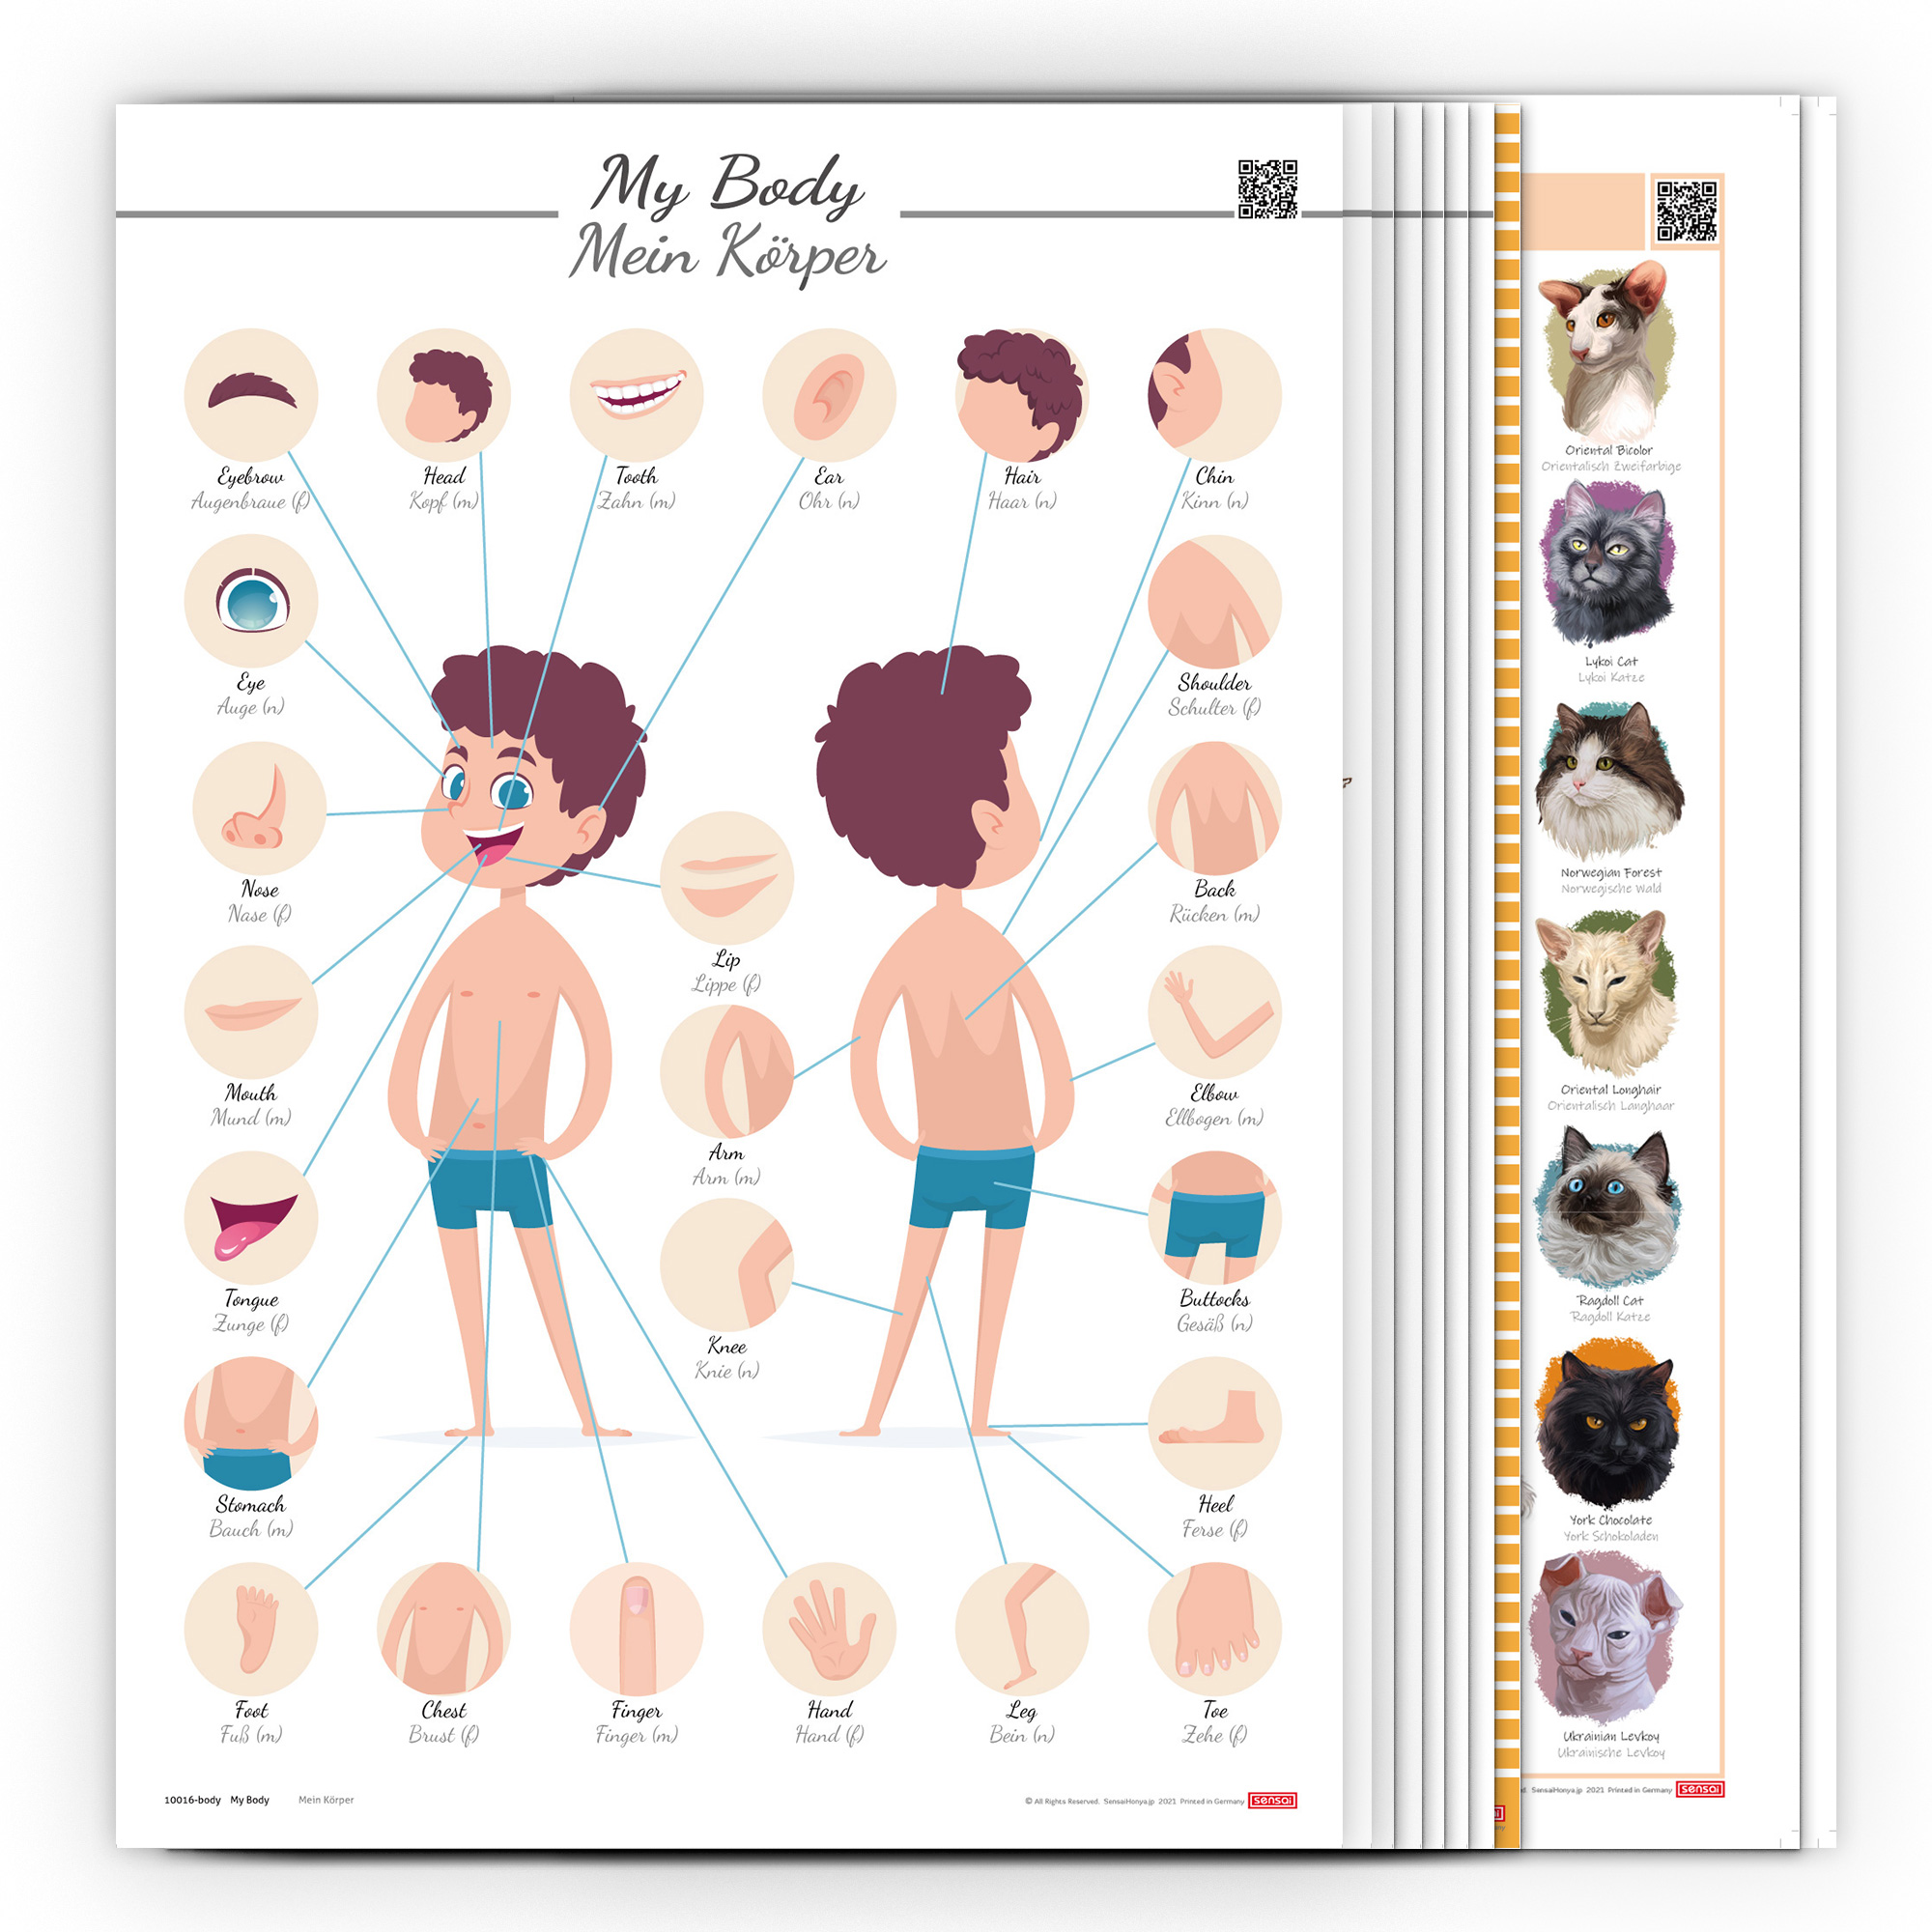 My Body
Mein Körper
Eyebrow
Augenbraue (f)
Head
Kopf (m)
Tooth
Zahn (m)
Ear
Ohr (n)
Hair
Haar (n)
Chin
Kinn (n)
Eye
Auge (n)
Shoulder
Schulter (f)
Nose
Nase (f)
Back
Rücken (m)
Lip
Lippe (f)
Mouth
Mund (m)
Elbow
Ellbogen (m)
Arm
Arm (m)
Tongue
Zunge (f)
Buttocks
Gesäß (n)
Knee
Knie (n)
Stomach
Bauch (m)
Heel
Ferse (f)
Foot
Fuß (m)
Chest
Brust (f)
Finger
Finger (m)
Hand
Hand (f)
Leg
Bein (n)
Toe
Zehe (f)
10016-body My Body Mein Körper
© All Rights Reserved. SensaiHonya.jp 2021 Printed in Germany sensai
Oriental Bicolor
Orientalisch Zweifarbige
Lykoi Cat
Lykoi Katze
Norwegian Forest
Norwegische Wald
Oriental Longhair
Orientalisch Langhaar
Ragdoll Cat
Ragdoll Katze
York Chocolate
York Schokoladen
Ukrainian Levkoy
Ukrainische Levkoy
SensaiHonya.jp 2021 Printed in Germany sensai